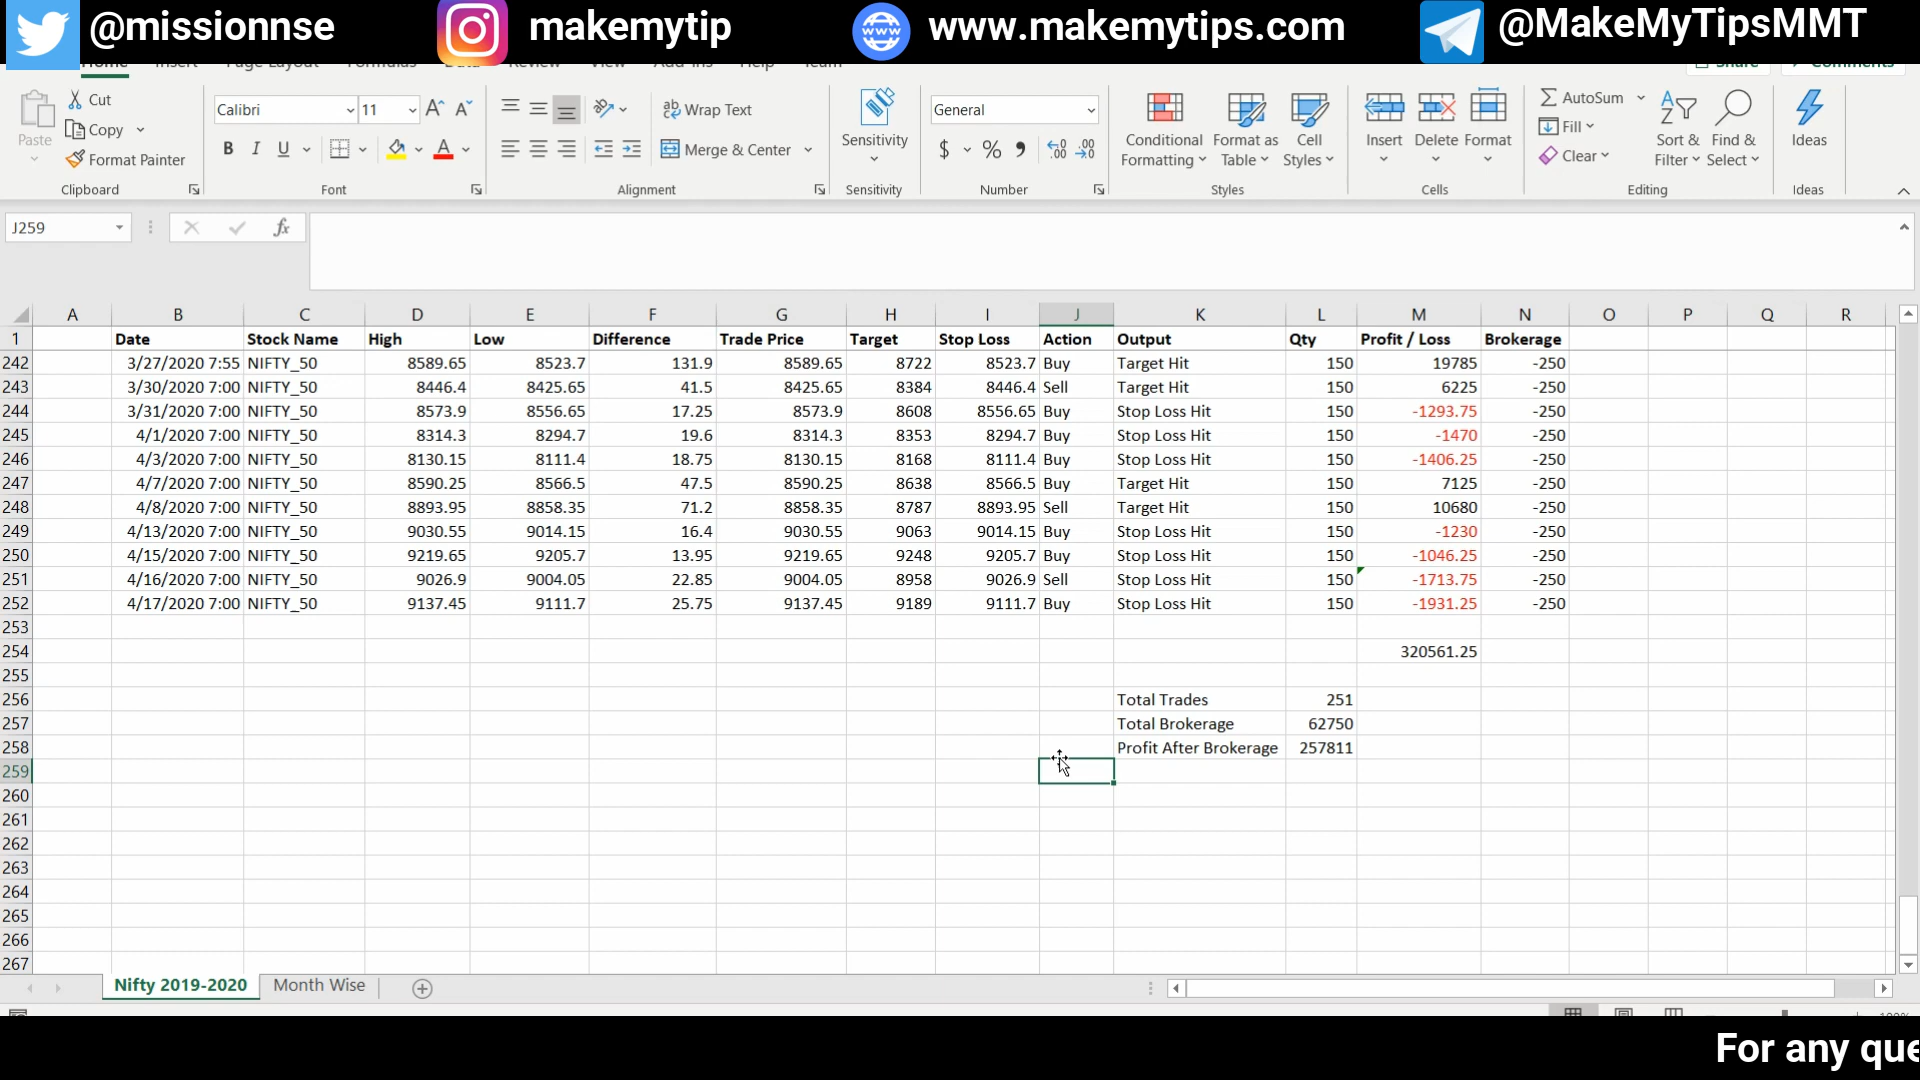 @missionnse makemytip www.makemytips.com @MakeMyTipsMMT
Home Insert Page Layout Formulas Data Review View Add-ins Help Team Share Comments
Paste Cut Copy Format Painter Clipboard
Calibri 11 B I U A Font
Wrap Text Merge & Center Alignment
Sensitivity Sensitivity
General $ % Number
Conditional Formatting Format as Table Cell Styles Styles
Insert Delete Format Cells
AutoSum Fill Clear Sort & Filter Find & Select Editing
Ideas Ideas
J259 fx
A B C D E F G H I J K L M N O P Q R
1 Date Stock Name High Low Difference Trade Price Target Stop Loss Action Output Qty Profit / Loss Brokerage
242 3/27/2020 7:55 NIFTY_50 8589.65 8523.7 131.9 8589.65 8722 8523.7 Buy Target Hit 150 19785 -250
243 3/30/2020 7:00 NIFTY_50 8446.4 8425.65 41.5 8425.65 8384 8446.4 Sell Target Hit 150 6225 -250
244 3/31/2020 7:00 NIFTY_50 8573.9 8556.65 17.25 8573.9 8608 8556.65 Buy Stop Loss Hit 150 -1293.75 -250
245 4/1/2020 7:00 NIFTY_50 8314.3 8294.7 19.6 8314.3 8353 8294.7 Buy Stop Loss Hit 150 -1470 -250
246 4/3/2020 7:00 NIFTY_50 8130.15 8111.4 18.75 8130.15 8168 8111.4 Buy Stop Loss Hit 150 -1406.25 -250
247 4/7/2020 7:00 NIFTY_50 8590.25 8566.5 47.5 8590.25 8638 8566.5 Buy Target Hit 150 7125 -250
248 4/8/2020 7:00 NIFTY_50 8893.95 8858.35 71.2 8858.35 8787 8893.95 Sell Target Hit 150 10680 -250
249 4/13/2020 7:00 NIFTY_50 9030.55 9014.15 16.4 9030.55 9063 9014.15 Buy Stop Loss Hit 150 -1230 -250
250 4/15/2020 7:00 NIFTY_50 9219.65 9205.7 13.95 9219.65 9248 9205.7 Buy Stop Loss Hit 150 -1046.25 -250
251 4/16/2020 7:00 NIFTY_50 9026.9 9004.05 22.85 9004.05 8958 9026.9 Sell Stop Loss Hit 150 -1713.75 -250
252 4/17/2020 7:00 NIFTY_50 9137.45 9111.7 25.75 9137.45 9189 9111.7 Buy Stop Loss Hit 150 -1931.25 -250
253
254 320561.25
255
256 Total Trades 251
257 Total Brokerage 62750
258 Profit After Brokerage 257811
259
260
261
262
263
264
265
266
267
Nifty 2019-2020 Month Wise
For any que